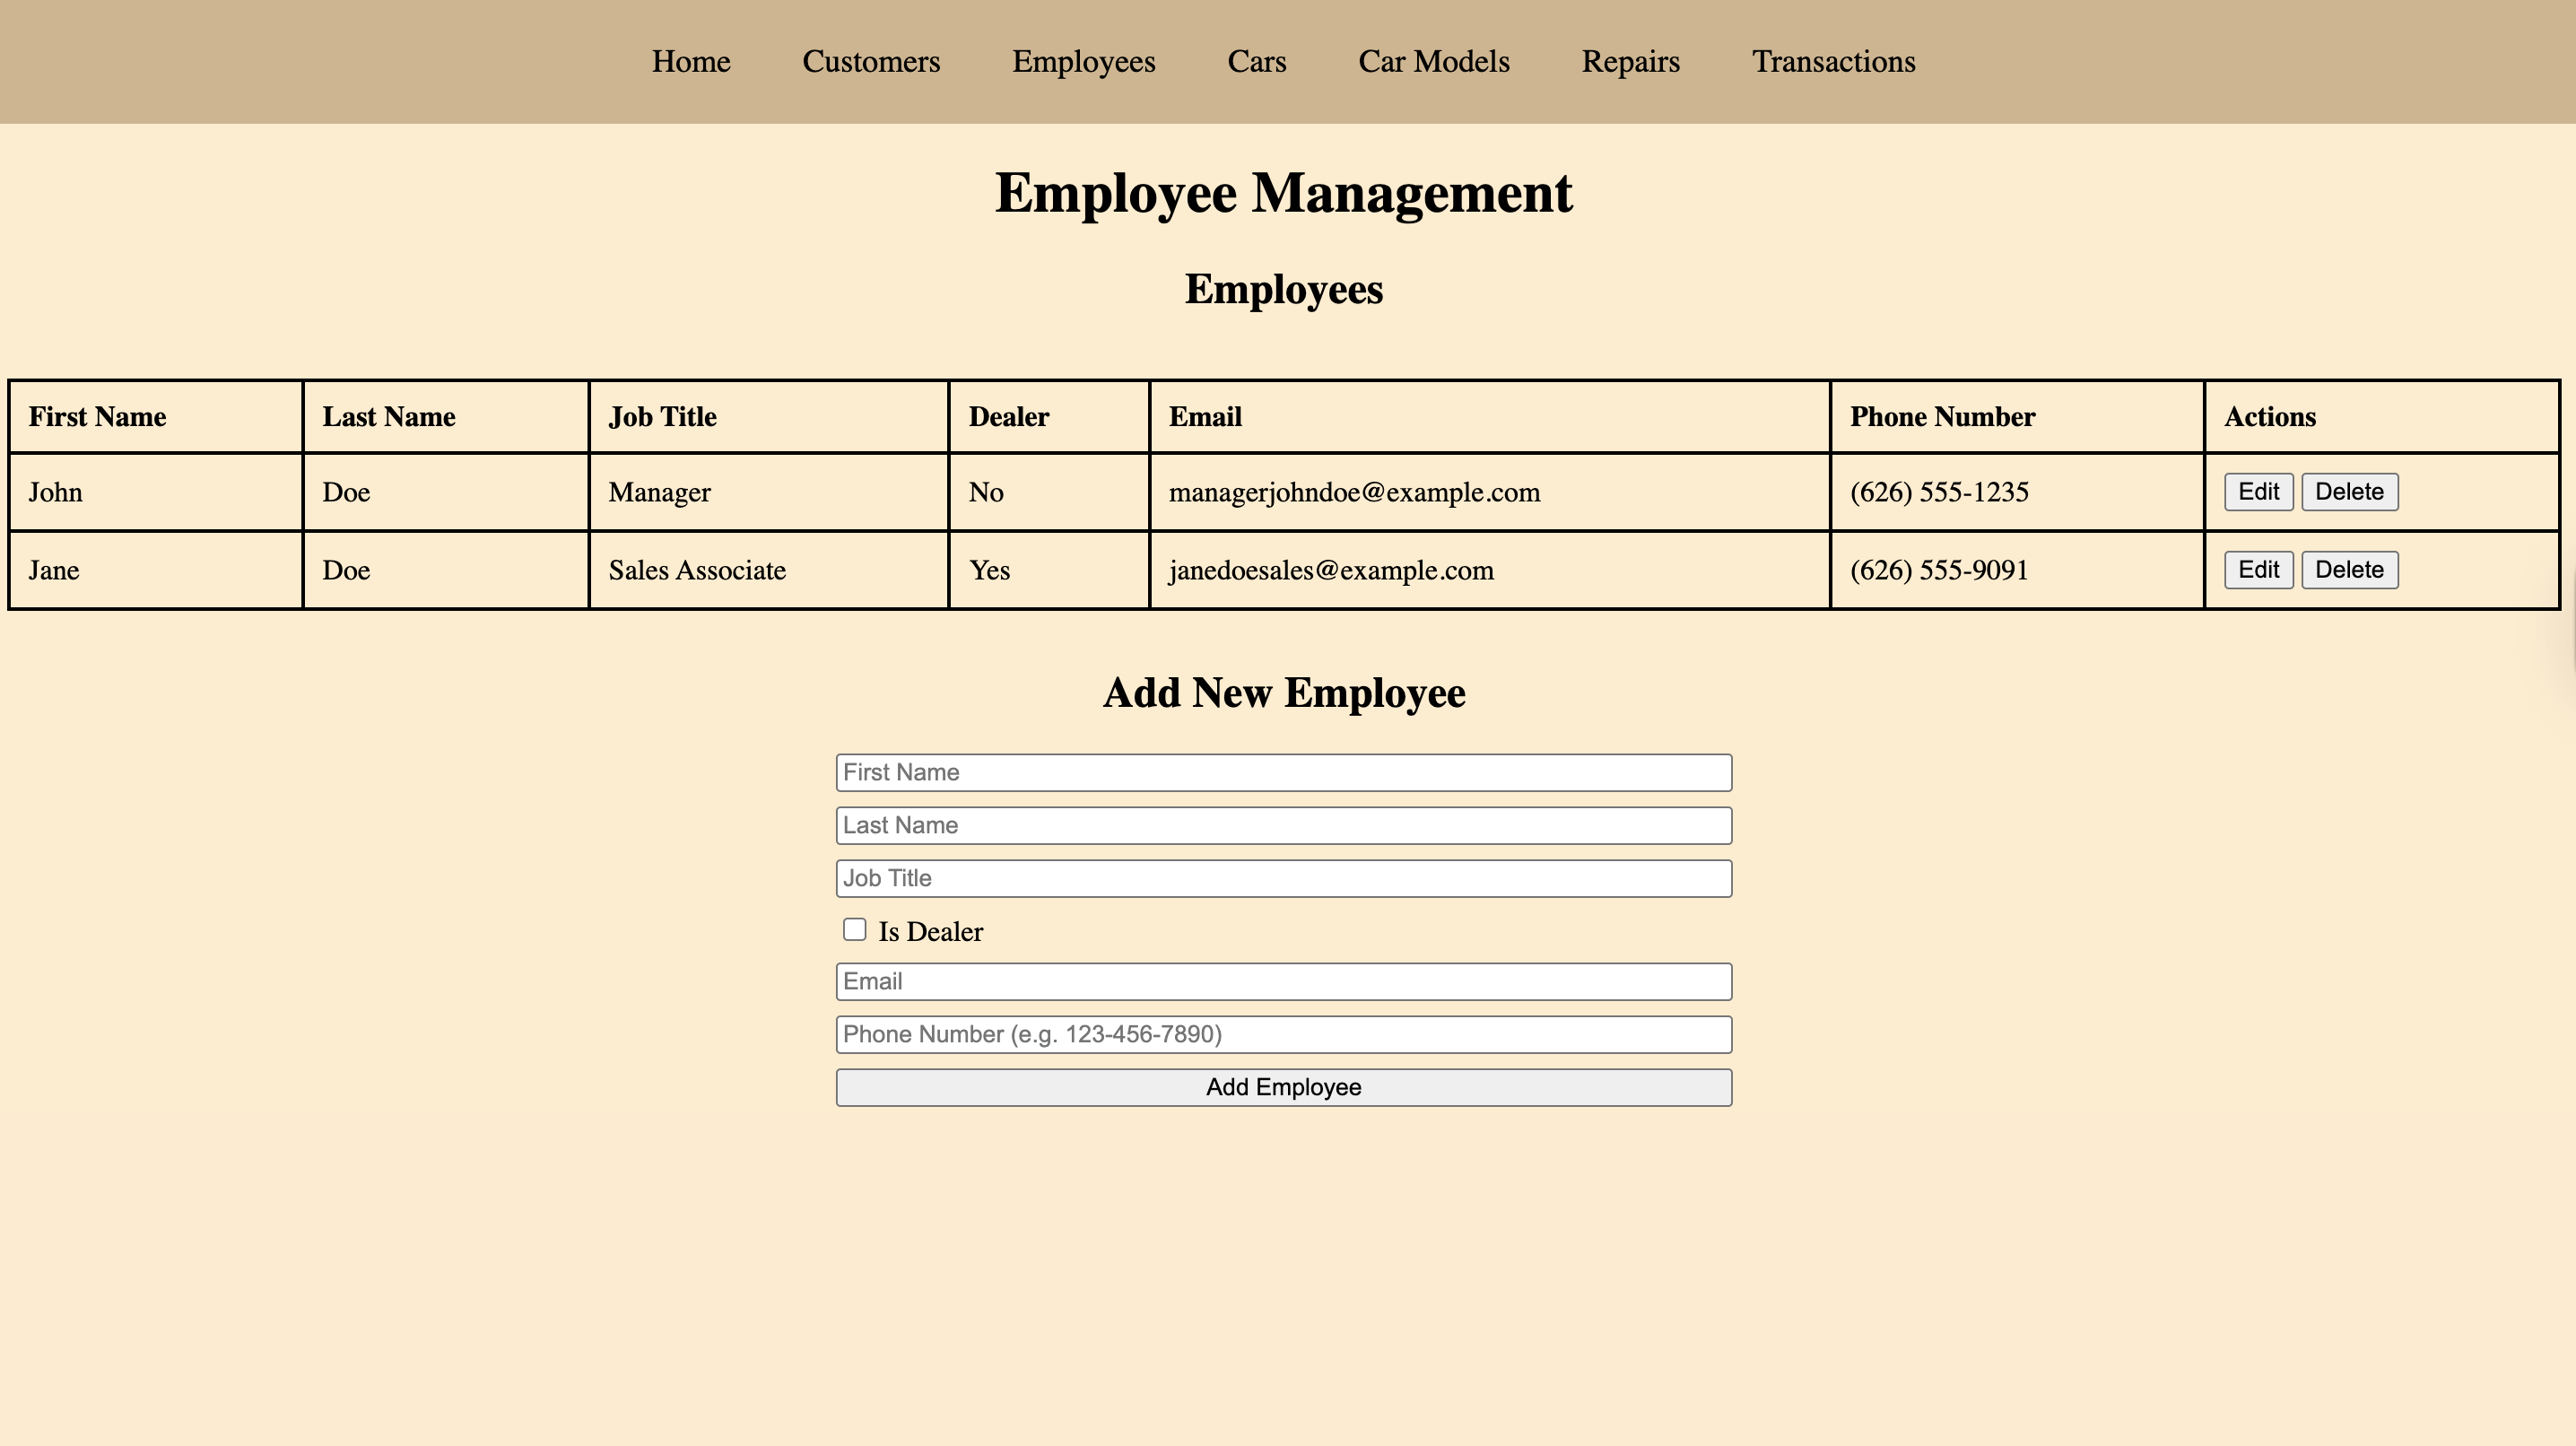 Home Customers Employees Cars Car Models Repairs Transactions
Employee Management
Employees
First Name Last Name Job Title Dealer Email Phone Number Actions
John Doe Manager No managerjohndoe@example.com (626) 555-1235 Edit Delete
Jane Doe Sales Associate Yes janedoesales@example.com (626) 555-9091 Edit Delete
Add New Employee
First Name
Last Name
Job Title
Is Dealer
Email
Phone Number (e.g. 123-456-7890)
Add Employee